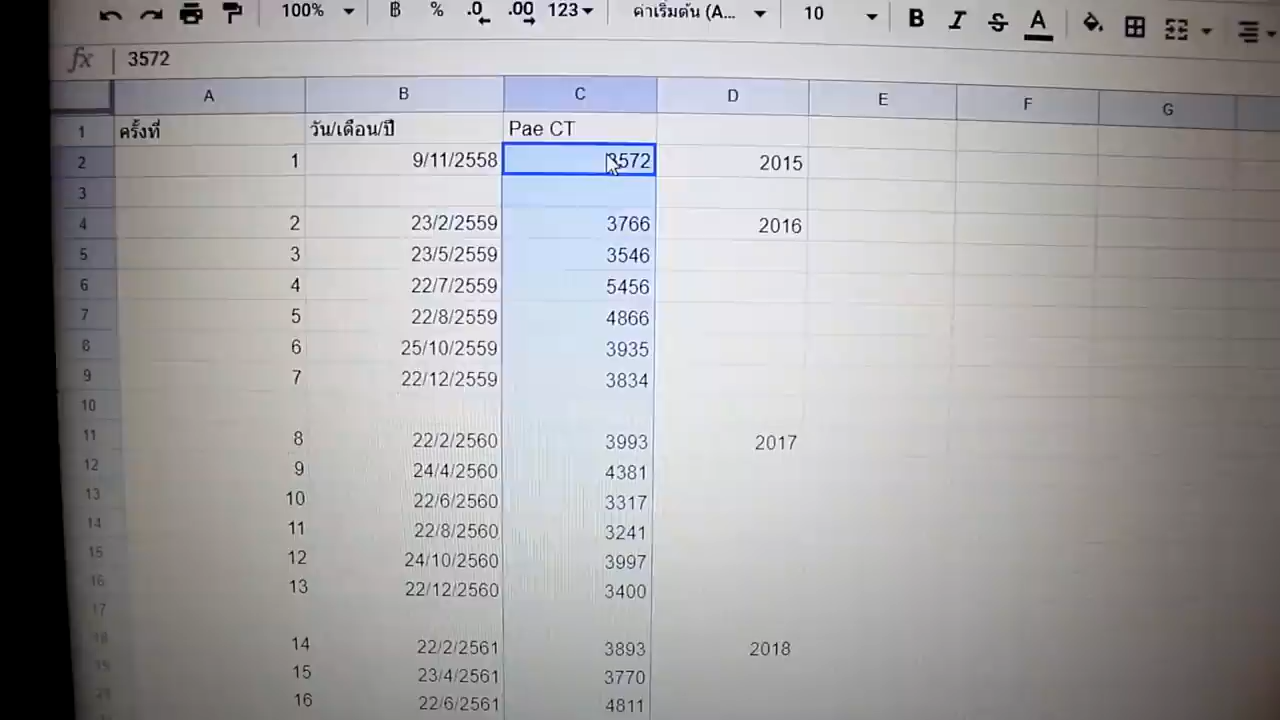 100% ฿ % .0 .00 123 ค่าเริ่มต้น (A... 10 B I S A
fx 3572
A B C D E F G
1 ครั้งที่ วัน/เดือน/ปี Pae CT
2 1 9/11/2558 3572 2015
3
4 2 23/2/2559 3766 2016
5 3 23/5/2559 3546
6 4 22/7/2559 5456
7 5 22/8/2559 4866
8 6 25/10/2559 3935
9 7 22/12/2559 3834
10
11 8 22/2/2560 3993 2017
12 9 24/4/2560 4381
13 10 22/6/2560 3317
14 11 22/8/2560 3241
15 12 24/10/2560 3997
16 13 22/12/2560 3400
17
18 14 22/2/2561 3893 2018
19 15 23/4/2561 3770
20 16 22/6/2561 4811